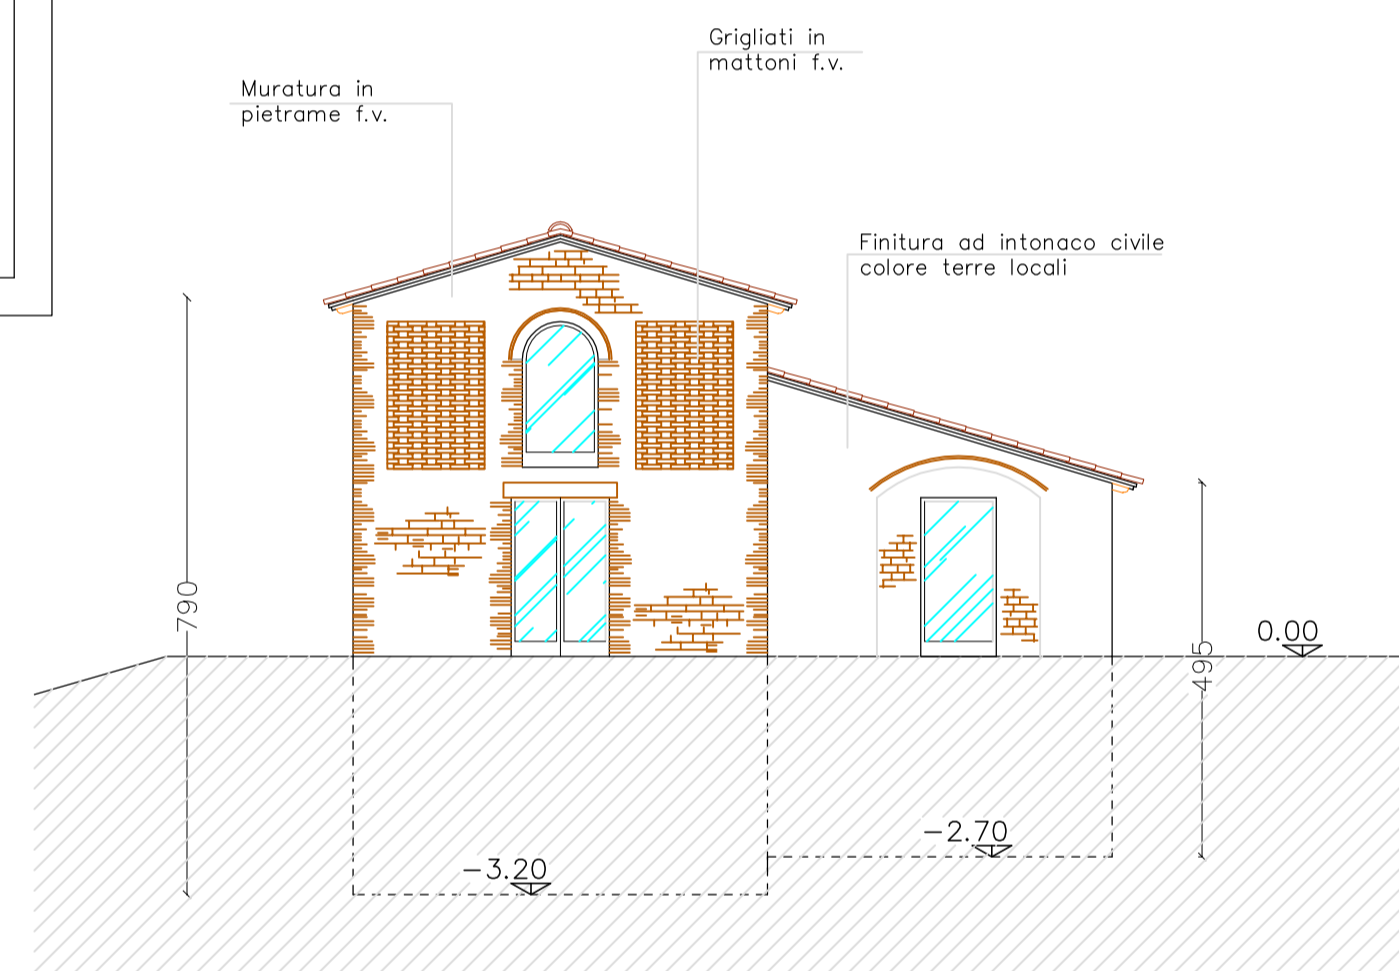 Grigliati in
mattoni f.v.
Muratura in
pietrame f.v.
Finitura ad intonaco civile
colore terre locali
790
0.00
495
-2.70
-3.20